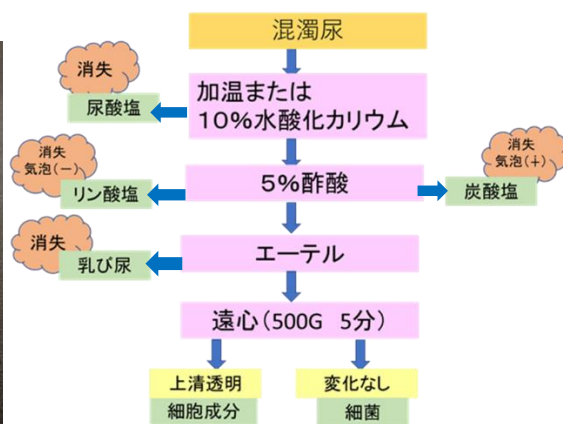 混濁尿
消失
尿酸塩
加温または
10%水酸化カリウム
消失
気泡(－)
リン酸塩
5%酢酸
消失
気泡(＋)
炭酸塩
消失
乳び尿
エーテル
遠心(500G 5分)
上清透明
細胞成分
変化なし
細菌